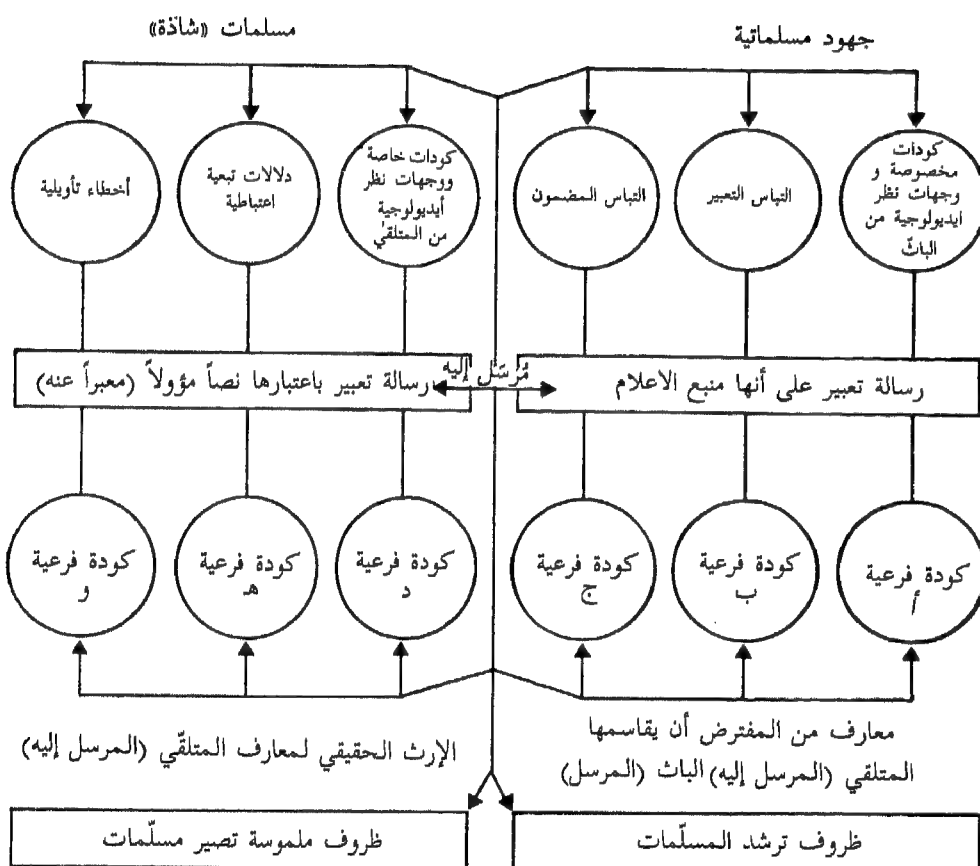 جهود مسلماتية
مسلمات «شاذة»
كودات
مخصوصة و
وجهات نظر
ايديولوجية من
الباثّ
التباس التعبير
التباس المضمون
كودات خاصة
ووجهات نظر
أيديولوجية
من المتلقي
دلالات تبعية
اعتباطية
أخطاء تأويلية
رسالة تعبير على أنها منبع الاعلام
مُرسَل إليه
رسالة تعبير باعتبارها نصاً مؤولاً (معبراً عنه)
كودة فرعية
أ
كودة فرعية
ب
كودة فرعية
ج
كودة فرعية
د
كودة فرعية
هـ
كودة فرعية
و
معارف من المفترض أن يقاسمها
المتلقي (المرسل إليه) الباث (المرسل)
الإرث الحقيقي لمعارف المتلقّي (المرسل إليه)
ظروف ترشد المسلّمات
ظروف ملموسة تصير مسلّمات